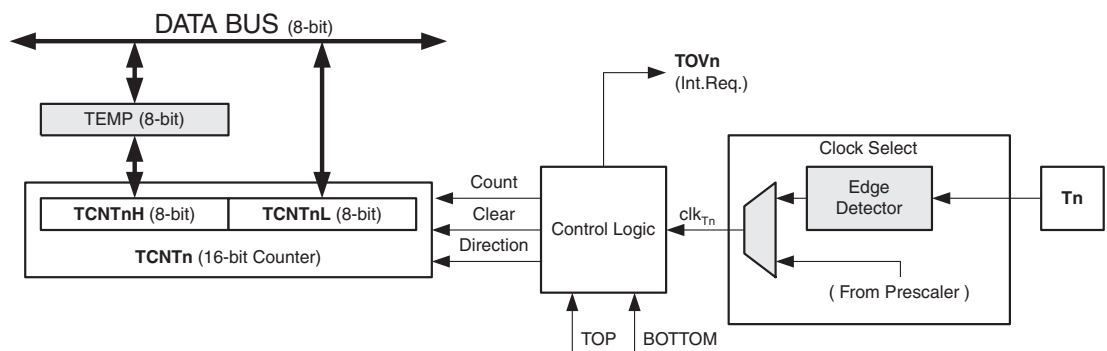 DATA BUS (8-bit)
TOVn
(Int.Req.)
TEMP (8-bit)
Clock Select
Count
Edge
Detector
Tn
TCNTnH (8-bit)
TCNTnL (8-bit)
Clear
Control Logic
clkTn
TCNTn (16-bit Counter)
Direction
( From Prescaler )
TOP
BOTTOM